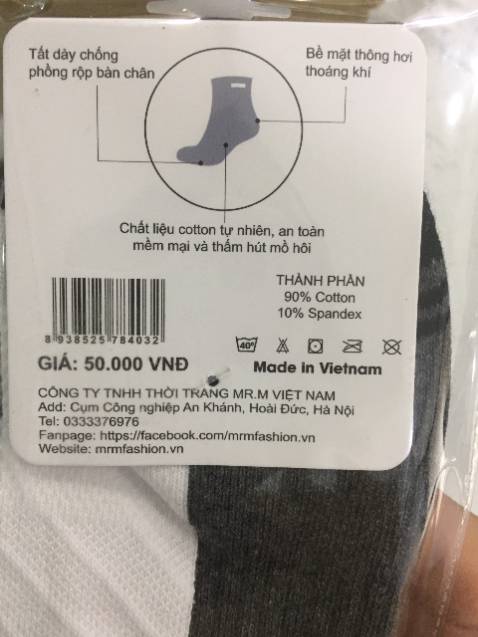 Tất dày chống
phồng rộp bàn chân
Bề mặt thông hơi
thoáng khí
Chất liệu cotton tự nhiên, an toàn
mềm mại và thấm hút mồ hôi
THÀNH PHẦN
90% Cotton
10% Spandex
8 938525 784032
40°
GIÁ: 50.000 VNĐ
Made in Vietnam
CÔNG TY TNHH THỜI TRANG MR.M VIỆT NAM
Add: Cụm Công nghiệp An Khánh, Hoài Đức, Hà Nội
Tel: 0333376976
Fanpage: https://facebook.com/mrmfashion.vn
Website: mrmfashion.vn